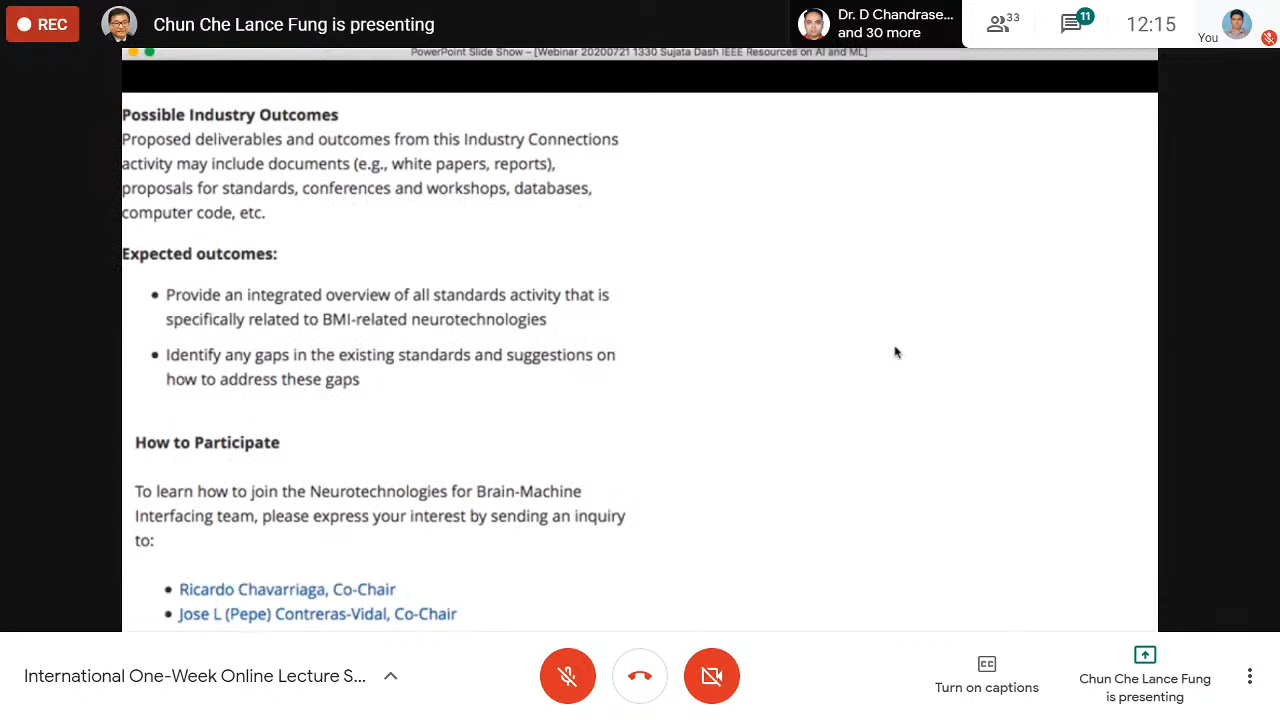 REC
Chun Che Lance Fung is presenting
Dr. D Chandrase...
and 30 more
33
11
12:15
You
PowerPoint Slide Show – [Webinar 20200721 1330 Sujata Dash IEEE Resources on AI and ML]
Possible Industry Outcomes
Proposed deliverables and outcomes from this Industry Connections
activity may include documents (e.g., white papers, reports),
proposals for standards, conferences and workshops, databases,
computer code, etc.
Expected outcomes:
• Provide an integrated overview of all standards activity that is
specifically related to BMI-related neurotechnologies
• Identify any gaps in the existing standards and suggestions on
how to address these gaps
How to Participate
To learn how to join the Neurotechnologies for Brain-Machine
Interfacing team, please express your interest by sending an inquiry
to:
• Ricardo Chavarriaga, Co-Chair
• Jose L (Pepe) Contreras-Vidal, Co-Chair
International One-Week Online Lecture S...
CC
Turn on captions
Chun Che Lance Fung
is presenting